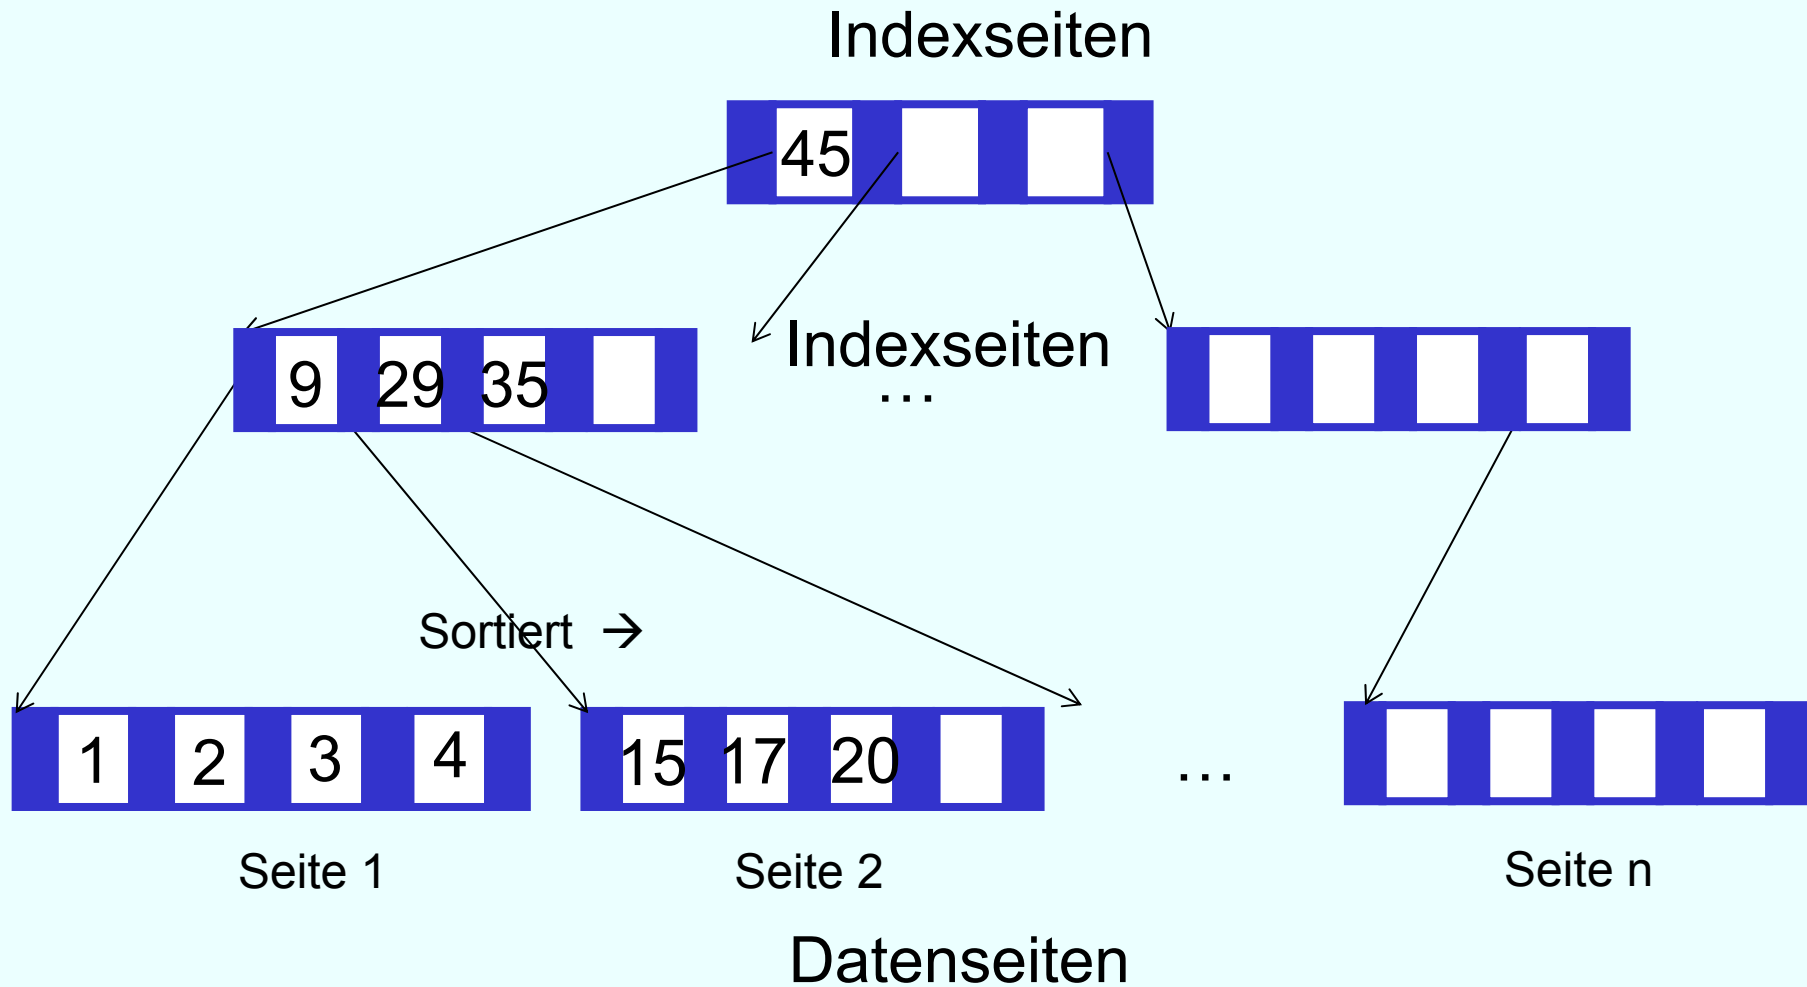 Indexseiten
45
Indexseiten
9 29 35
…
Sortiert →
1 2 3 4
15 17 20
…
Seite 1
Seite 2
Seite n
Datenseiten